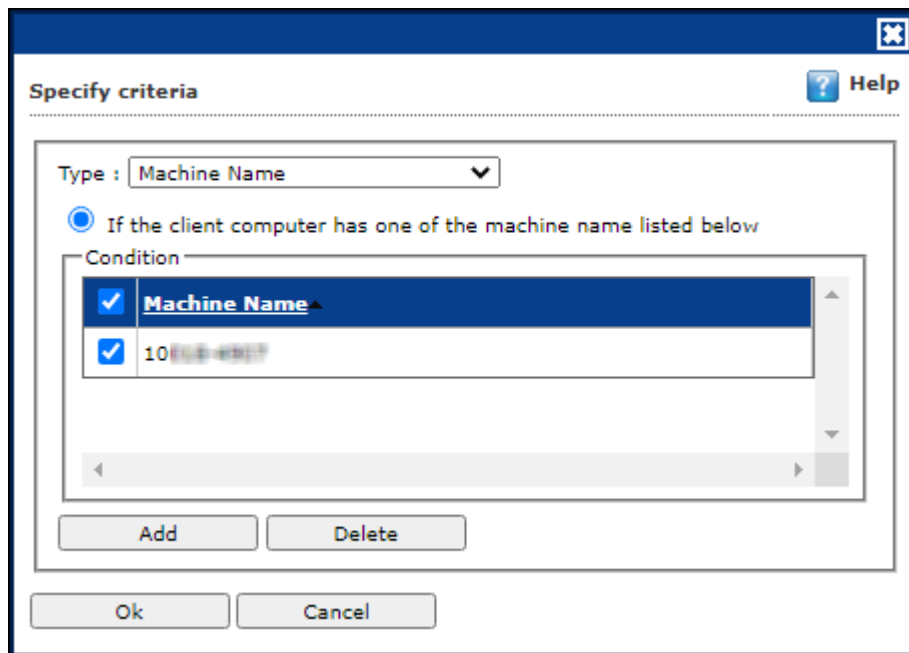 Specify criteria
Help
Type : Machine Name
If the client computer has one of the machine name listed below
Condition
Machine Name
Add Delete
Ok Cancel